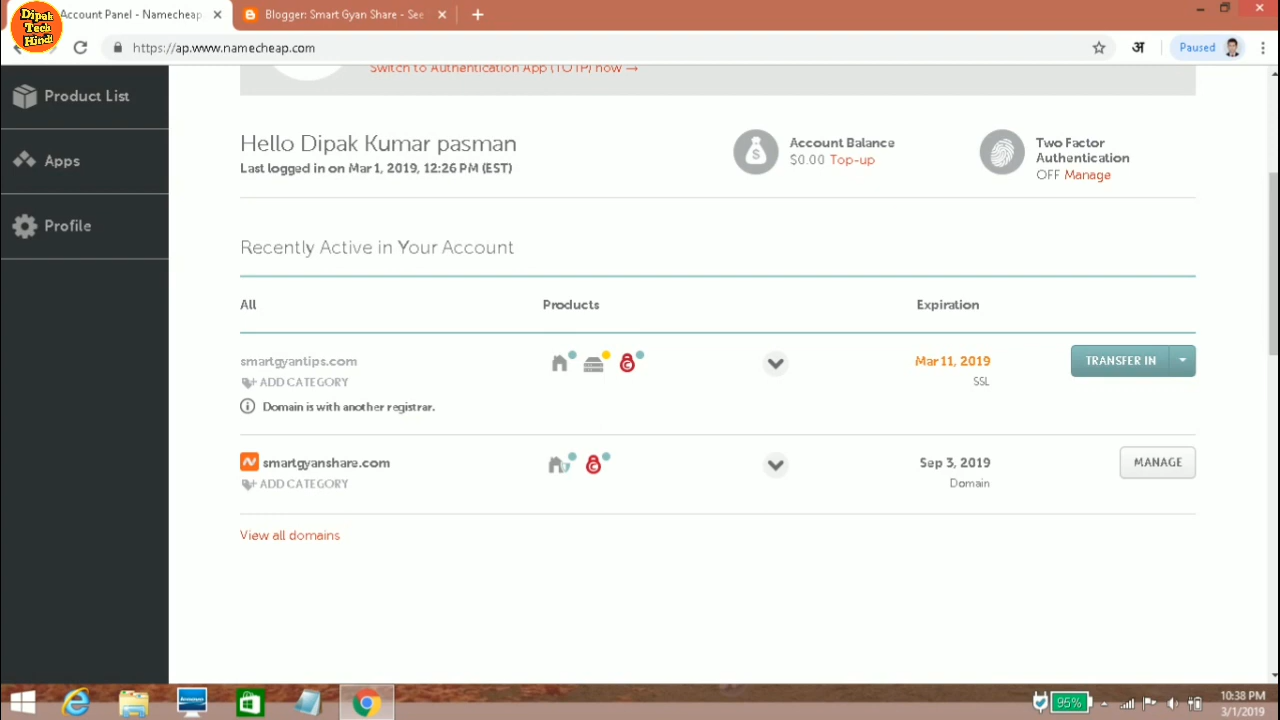 Dipak
Tech
Hindi
Account Panel - Namecheap
Blogger: Smart Gyan Share - See
https://ap.www.namecheap.com
अ
Paused
Switch to Authentication App (TOTP) now →
Product List
Apps
Profile
Hello Dipak Kumar pasman
Last logged in on Mar 1, 2019, 12:26 PM (EST)
Account Balance
$0.00 Top-up
Two Factor
Authentication
OFF Manage
Recently Active in Your Account
All Products Expiration
smartgyantips.com Mar 11, 2019 TRANSFER IN
ADD CATEGORY SSL
Domain is with another registrar.
smartgyanshare.com Sep 3, 2019 MANAGE
ADD CATEGORY Domain
View all domains
95%
10:38 PM
3/1/2019